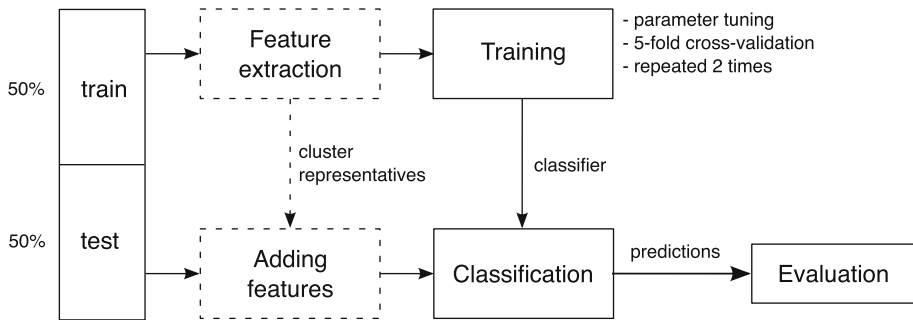 50%
train
Feature
extraction
Training
- parameter tuning
- 5-fold cross-validation
- repeated 2 times
cluster
representatives
classifier
50%
test
Adding
features
Classification
predictions
Evaluation